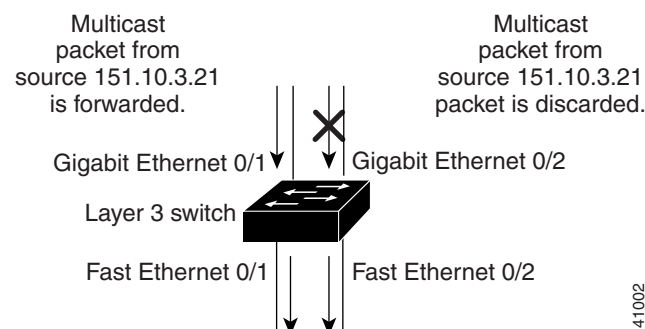 Multicast
packet from
source 151.10.3.21
is forwarded.
Multicast
packet from
source 151.10.3.21
packet is discarded.
Gigabit Ethernet 0/1
Gigabit Ethernet 0/2
Layer 3 switch
Fast Ethernet 0/1
Fast Ethernet 0/2
41002